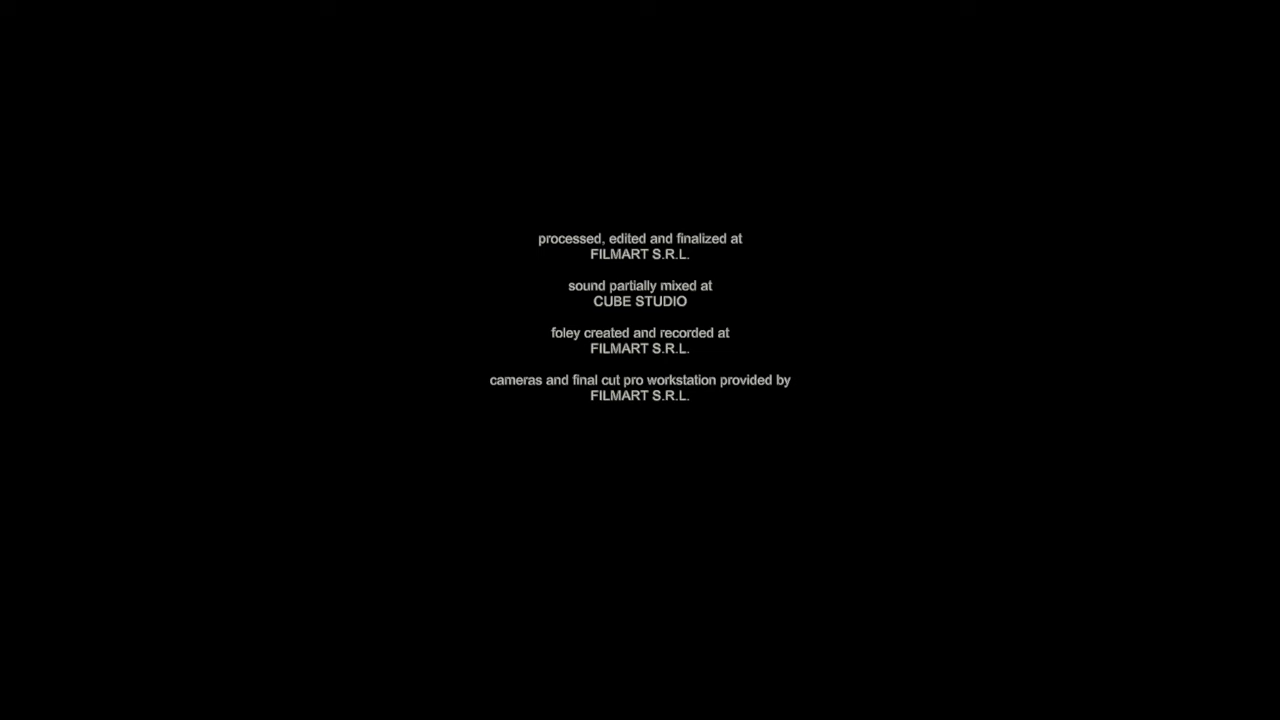 processed, edited and finalized at
FILMART S.R.L.
sound partially mixed at
CUBE STUDIO
foley created and recorded at
FILMART S.R.L.
cameras and final cut pro workstation provided by
FILMART S.R.L.